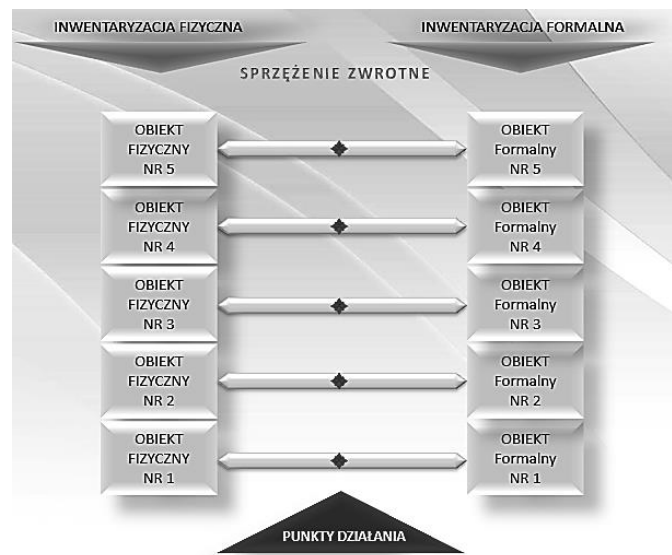 INWENTARYZACJA FIZYCZNA
INWENTARYZACJA FORMALNA
SPRZĘŻENIE ZWROTNE
OBIEKT
FIZYCZNY
NR 5
OBIEKT
Formalny
NR 5
OBIEKT
FIZYCZNY
NR 4
OBIEKT
Formalny
NR 4
OBIEKT
FIZYCZNY
NR 3
OBIEKT
Formalny
NR 3
OBIEKT
FIZYCZNY
NR 2
OBIEKT
Formalny
NR 2
OBIEKT
FIZYCZNY
NR 1
OBIEKT
Formalny
NR 1
PUNKTY DZIAŁANIA